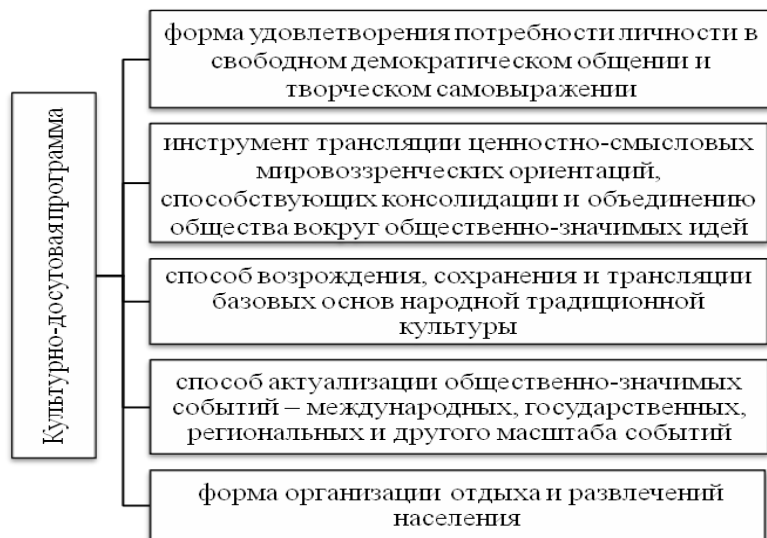 Культурно-досуговая программа
форма удовлетворения потребности личности в
свободном демократическом общении и
творческом самовыражении
инструмент трансляции ценностно-смысловых
мировоззренческих ориентаций,
способствующих консолидации и объединению
общества вокруг общественно-значимых идей
способ возрождения, сохранения и трансляции
базовых основ народной традиционной
культуры
способ актуализации общественно-значимых
событий – международных, государственных,
региональных и другого масштаба событий
форма организации отдыха и развлечений
населения